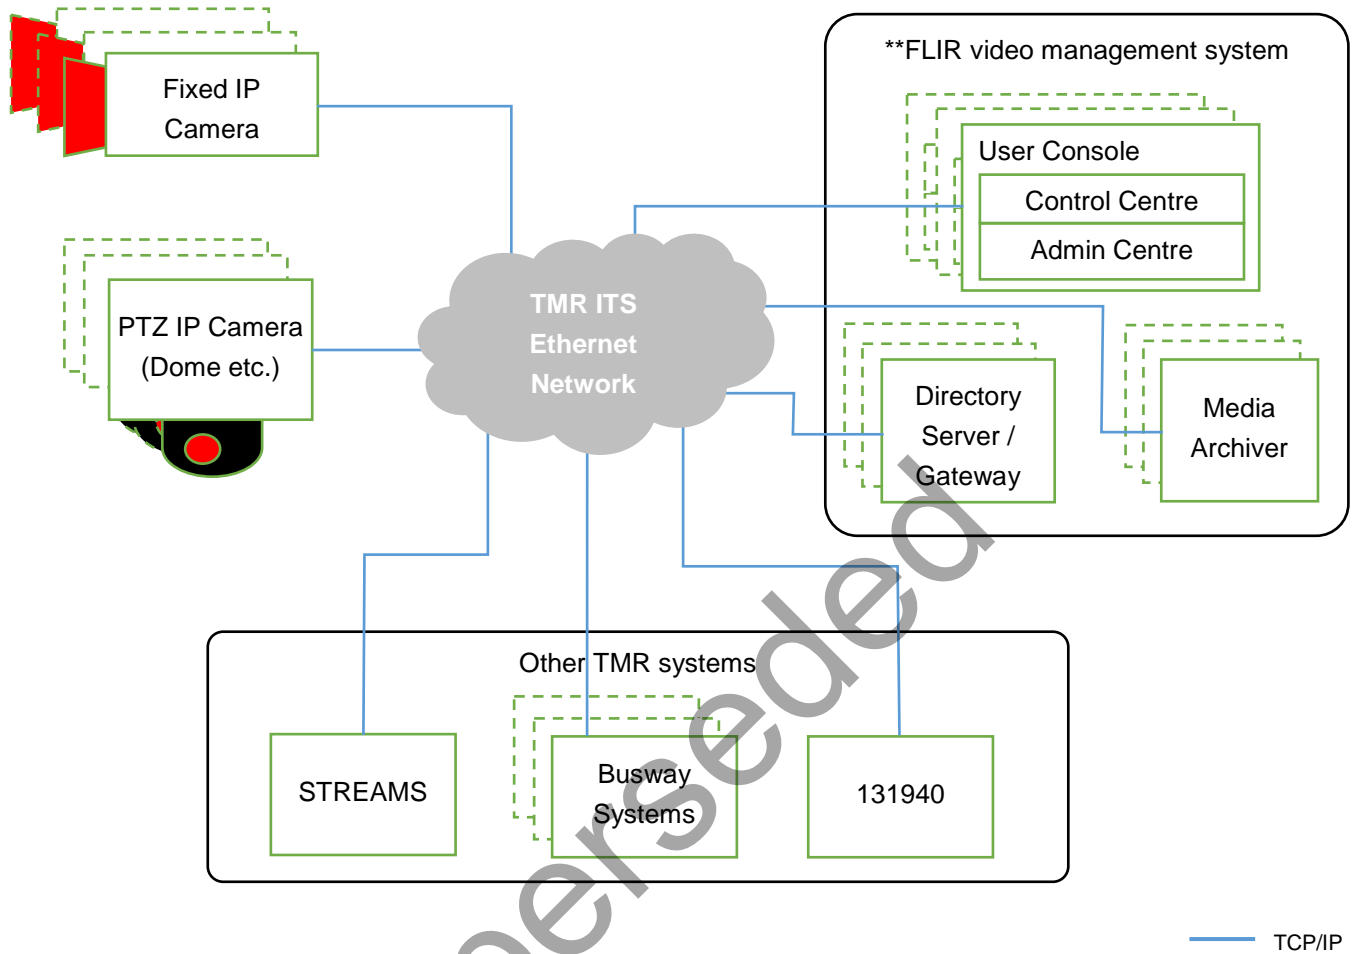 **FLIR video management system
Fixed IP
Camera
User Console
Control Centre
Admin Centre
TMR ITS
Ethernet
Network
PTZ IP Camera
(Dome etc.)
Directory
Server /
Gateway
Media
Archiver
Other TMR systems
STREAMS
Busway
Systems
131940
perseded
TCP/IP